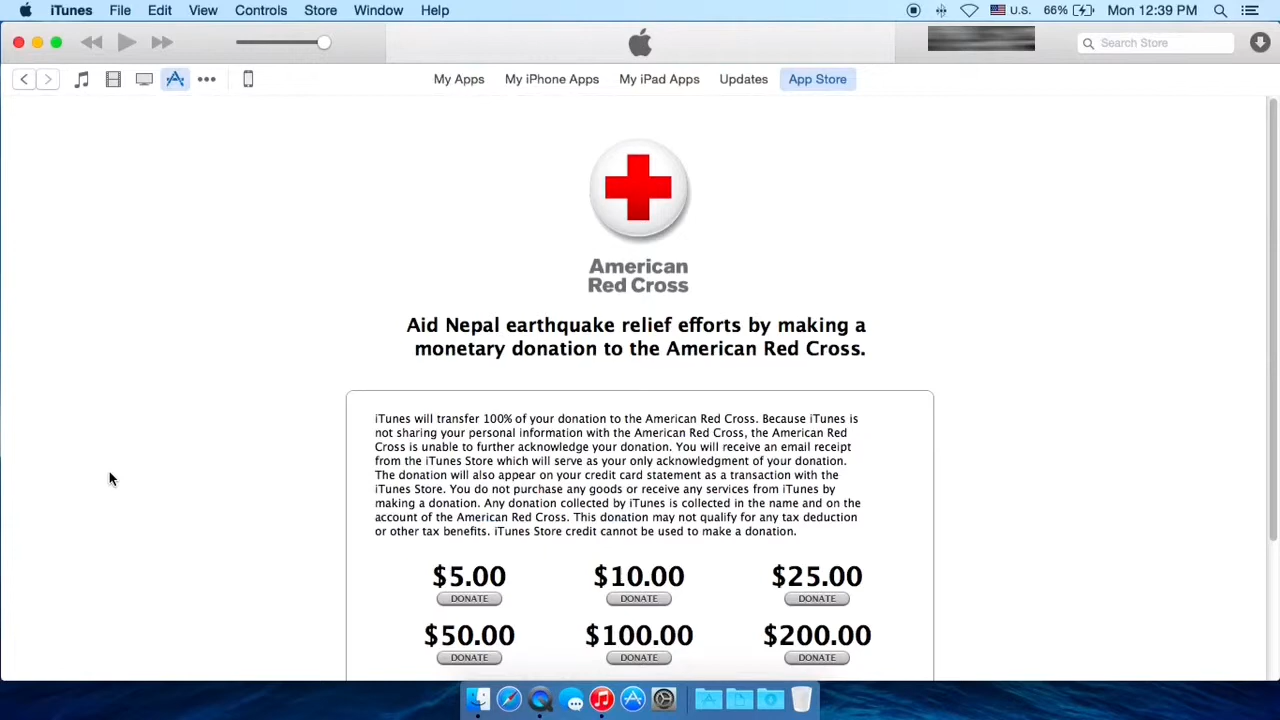 iTunes File Edit View Controls Store Window Help U.S. 66% Mon 12:39 PM
Search Store
My Apps My iPhone Apps My iPad Apps Updates App Store
American
Red Cross
Aid Nepal earthquake relief efforts by making a
monetary donation to the American Red Cross.
iTunes will transfer 100% of your donation to the American Red Cross. Because iTunes is
not sharing your personal information with the American Red Cross, the American Red
Cross is unable to further acknowledge your donation. You will receive an email receipt
from the iTunes Store which will serve as your only acknowledgment of your donation.
The donation will also appear on your credit card statement as a transaction with the
iTunes Store. You do not purchase any goods or receive any services from iTunes by
making a donation. Any donation collected by iTunes is collected in the name and on the
account of the American Red Cross. This donation may not qualify for any tax deduction
or other tax benefits. iTunes Store credit cannot be used to make a donation.
$5.00 $10.00 $25.00
DONATE DONATE DONATE
$50.00 $100.00 $200.00
DONATE DONATE DONATE